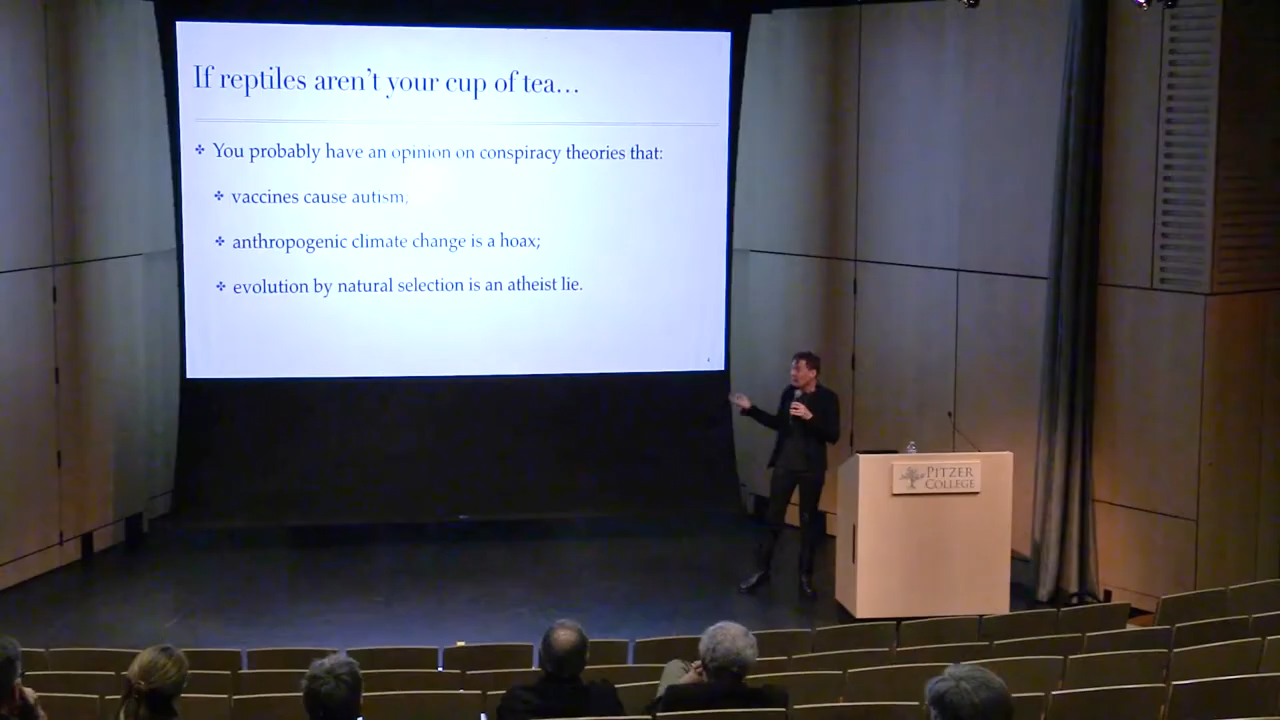 If reptiles aren't your cup of tea...
❖ You probably have an opinion on conspiracy theories that:
❖ vaccines cause autism,
❖ anthropogenic climate change is a hoax;
❖ evolution by natural selection is an atheist lie.
4
PITZER
COLLEGE